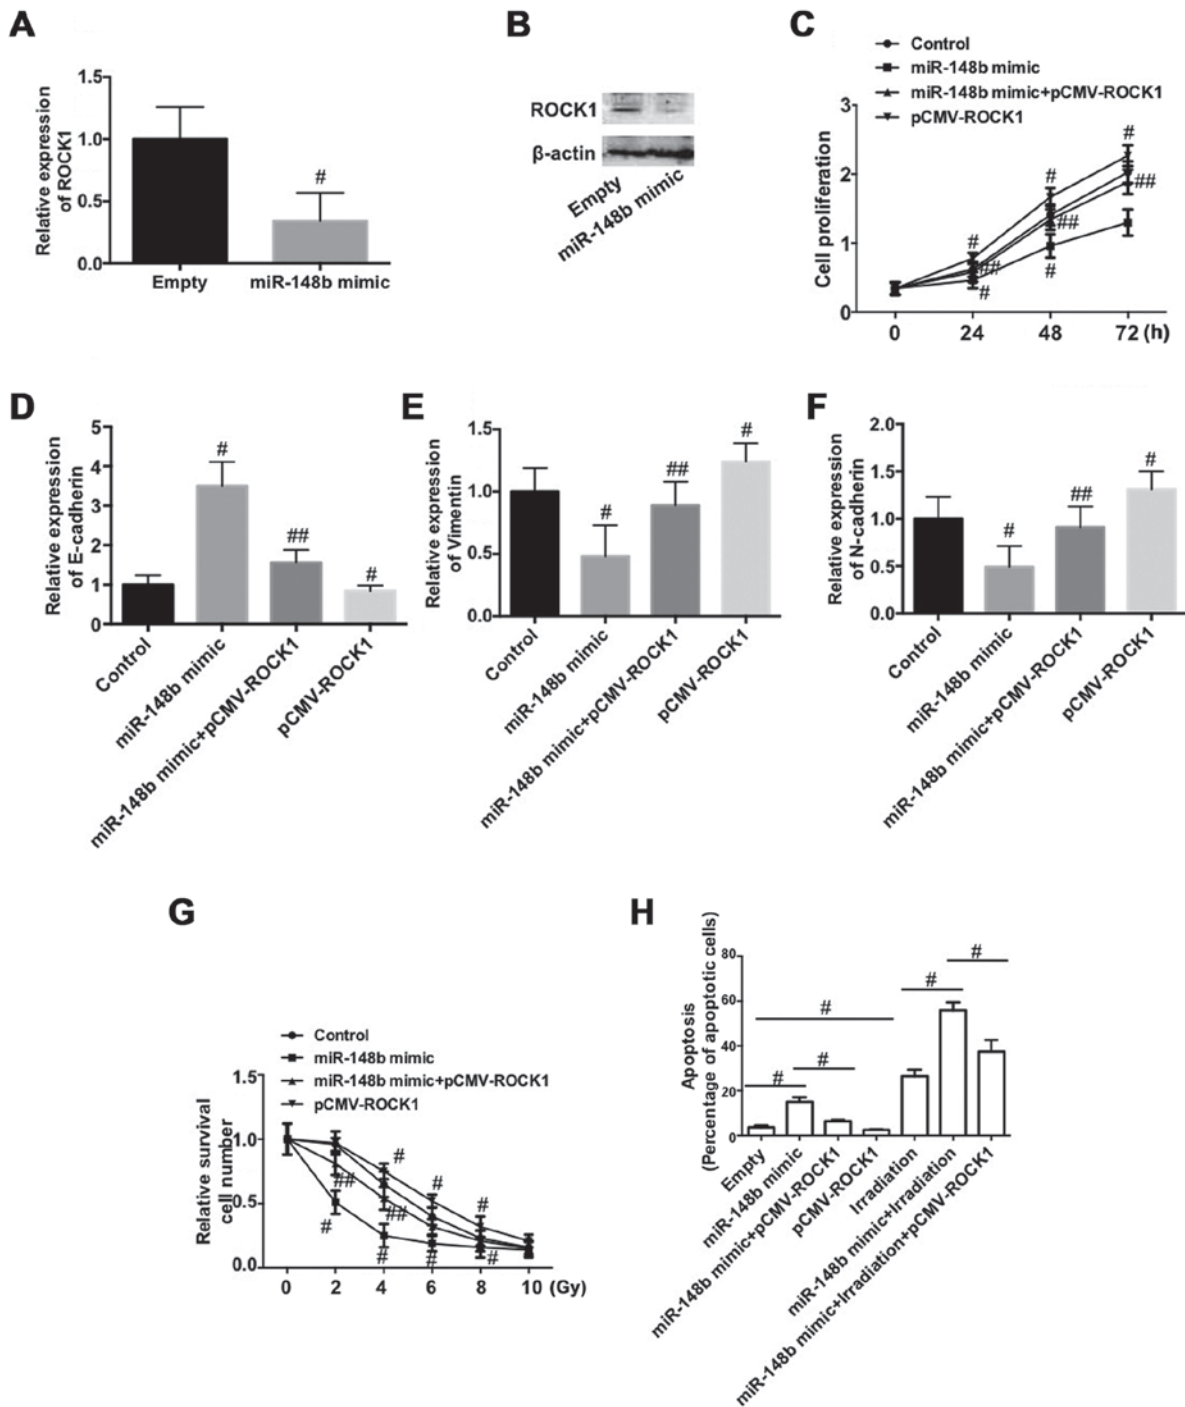 A
Relative expression
of ROCK1
1.5
1.0
0.5
0.0
#
Empty
miR-148b mimic
B
ROCK1
β-actin
Empty
miR-148b mimic
C
Control
miR-148b mimic
miR-148b mimic+pCMV-ROCK1
pCMV-ROCK1
Cell proliferation
3
2
1
0
#
#
#
##
##
##
#
#
0
24
48
72 (h)
D
Relative expression
of E-cadherin
5
4
3
2
1
0
#
##
#
Control
miR-148b mimic
miR-148b mimic+pCMV-ROCK1
pCMV-ROCK1
E
Relative expression
of Vimentin
1.5
1.0
0.5
0.0
#
##
#
Control
miR-148b mimic
miR-148b mimic+pCMV-ROCK1
pCMV-ROCK1
F
Relative expression
of N-cadherin
2.0
1.5
1.0
0.5
0.0
#
##
#
Control
miR-148b mimic
miR-148b mimic+pCMV-ROCK1
pCMV-ROCK1
G
Control
miR-148b mimic
miR-148b mimic+pCMV-ROCK1
pCMV-ROCK1
Relative survival
cell number
1.5
1.0
0.5
0.0
#
#
#
##
##
#
#
#
#
0
2
4
6
8
10 (Gy)
H
Apoptosis
(Percentage of apoptotic cells)
80
60
40
20
0
#
#
#
#
#
Empty
miR-148b mimic
miR-148b mimic+pCMV-ROCK1
pCMV-ROCK1
Irradiation
miR-148b mimic+Irradiation
miR-148b mimic+Irradiation+pCMV-ROCK1